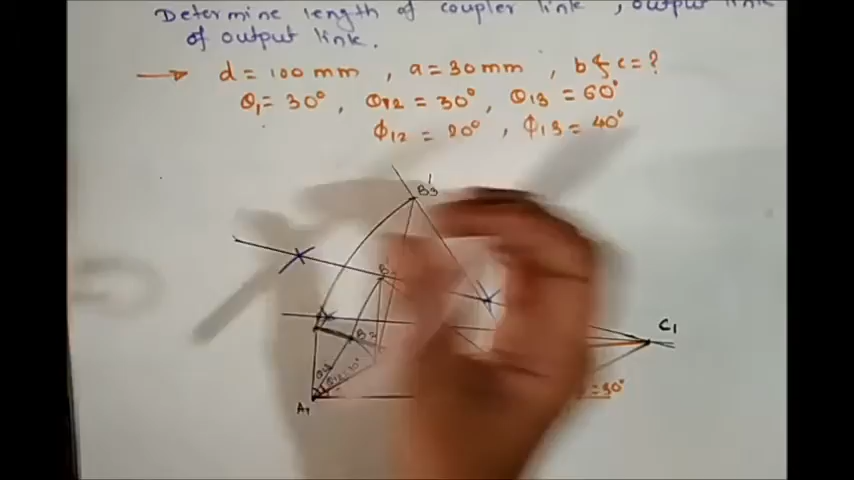 Determine length of coupler link , output link
of output link.
→ d = 100 mm , a = 30 mm , b & c = ?
θ1 = 30° , θ12 = 30° , θ13 = 60°
ϕ12 = 20° , ϕ13 = 40°
B3'
B2
C1
= 30°
A1